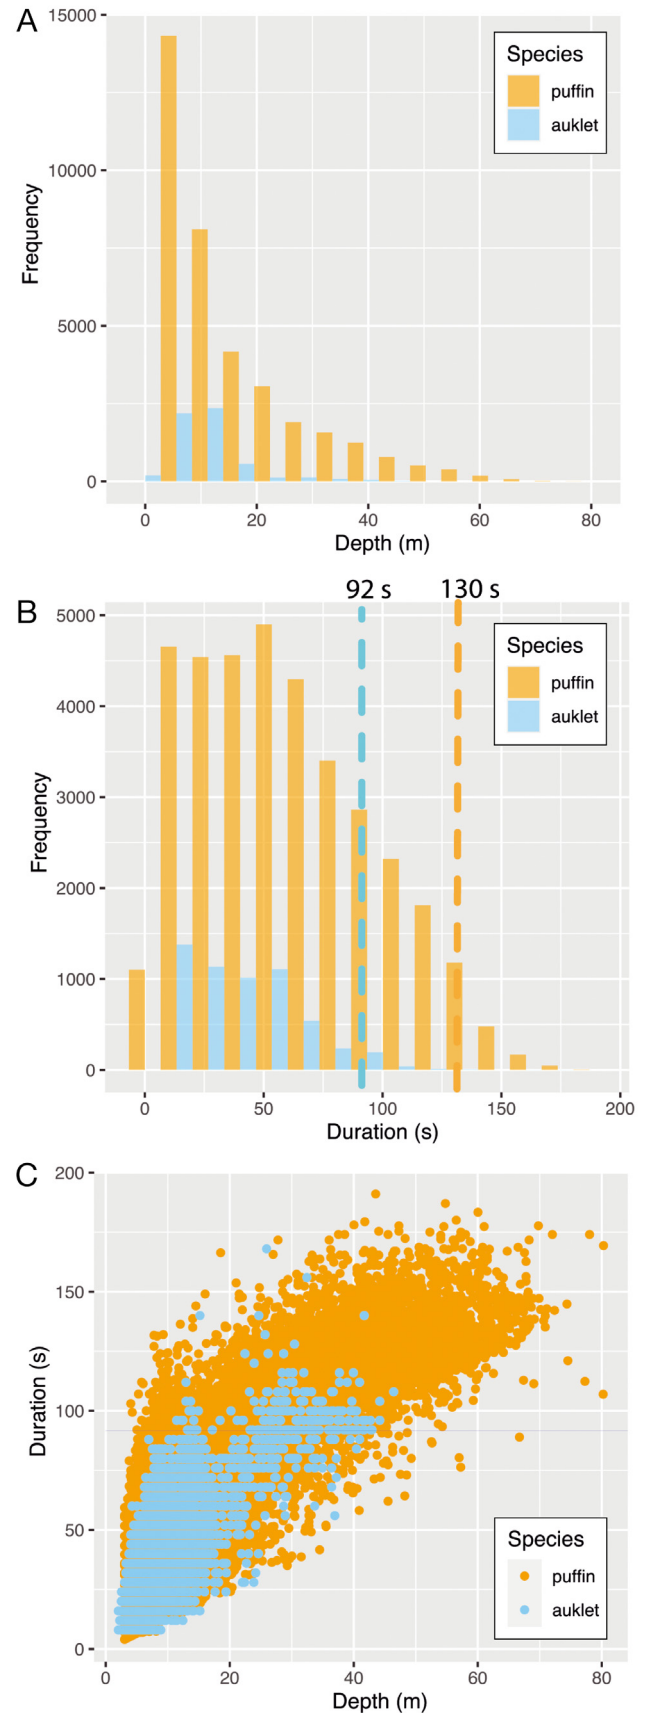 A
15000
10000
5000
0
Frequency
Species
puffin
auklet
0 20 40 60 80
Depth (m)
92 s 130 s
B
5000
4000
3000
2000
1000
0
Frequency
Species
puffin
auklet
0 50 100 150 200
Duration (s)
C
200
150
100
50
0
Duration (s)
Species
puffin
auklet
0 20 40 60 80
Depth (m)